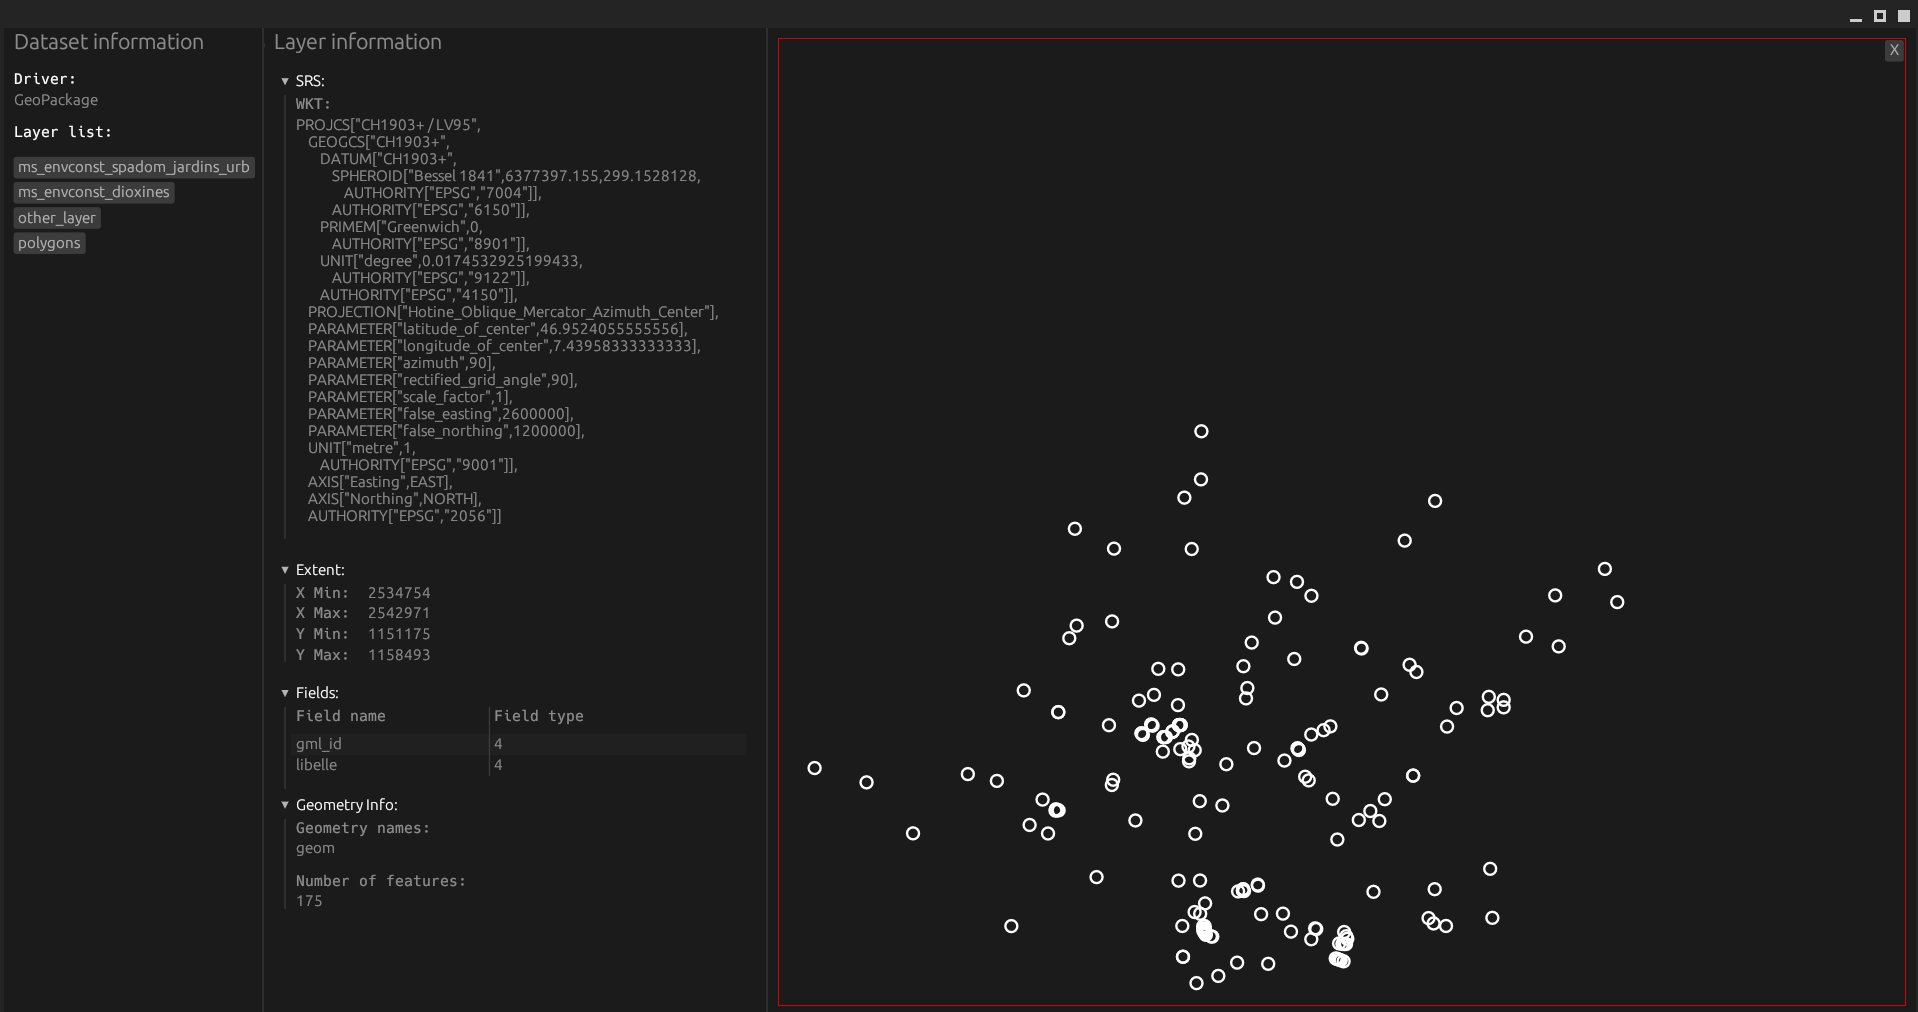 Dataset information
Driver:
GeoPackage
Layer list:
ms_envconst_spadom_jardins_urb
ms_envconst_dioxines
other_layer
polygons
Layer information
▼ SRS:
WKT:
PROJCS["CH1903+ / LV95",
GEOGCS["CH1903+",
DATUM["CH1903+",
SPHEROID["Bessel 1841",6377397.155,299.1528128,
AUTHORITY["EPSG","7004"]],
AUTHORITY["EPSG","6150"]],
PRIMEM["Greenwich",0,
AUTHORITY["EPSG","8901"]],
UNIT["degree",0.0174532925199433,
AUTHORITY["EPSG","9122"]],
AUTHORITY["EPSG","4150"]],
PROJECTION["Hotine_Oblique_Mercator_Azimuth_Center"],
PARAMETER["latitude_of_center",46.9524055555556],
PARAMETER["longitude_of_center",7.43958333333333],
PARAMETER["azimuth",90],
PARAMETER["rectified_grid_angle",90],
PARAMETER["scale_factor",1],
PARAMETER["false_easting",2600000],
PARAMETER["false_northing",1200000],
UNIT["metre",1,
AUTHORITY["EPSG","9001"]],
AXIS["Easting",EAST],
AXIS["Northing",NORTH],
AUTHORITY["EPSG","2056"]]
▼ Extent:
X Min: 2534754
X Max: 2542971
Y Min: 1151175
Y Max: 1158493
▼ Fields:
Field name Field type
gml_id 4
libelle 4
▼ Geometry Info:
Geometry names:
geom
Number of features:
175
X